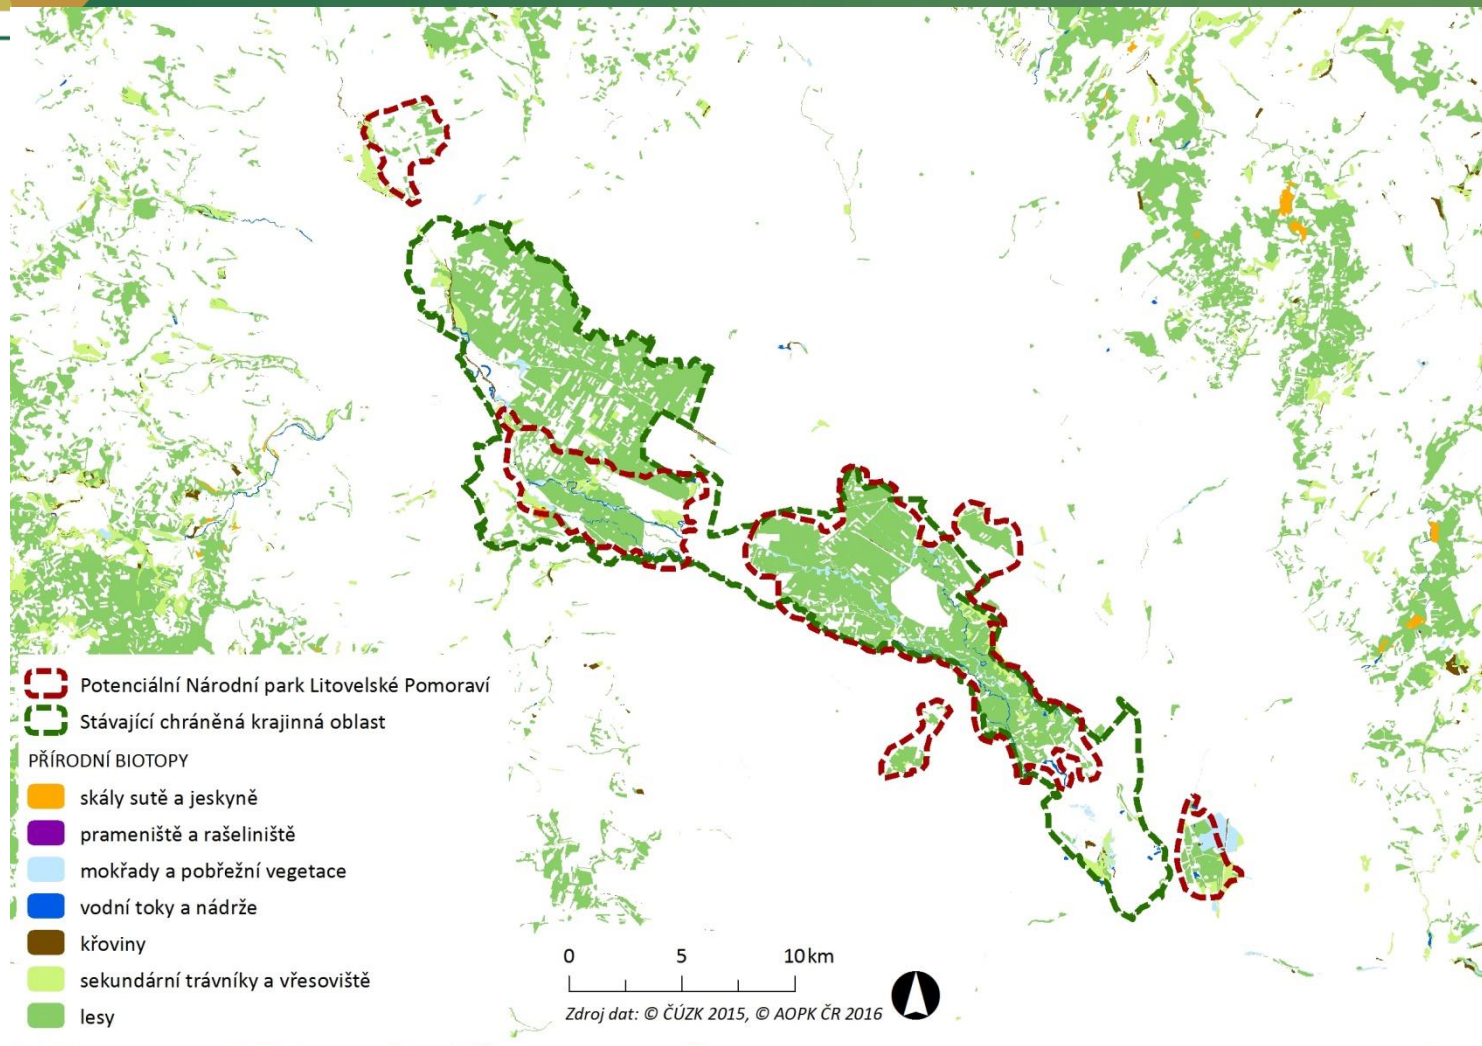 Potenciální Národní park Litovelské Pomoraví
Stávající chráněná krajinná oblast
PŘÍRODNÍ BIOTOPY
skály sutě a jeskyně
prameniště a rašeliniště
mokřady a pobřežní vegetace
vodní toky a nádrže
křoviny
sekundární trávníky a vřesoviště
lesy
0 5 10 km
Zdroj dat: © ČÚZK 2015, © AOPK ČR 2016